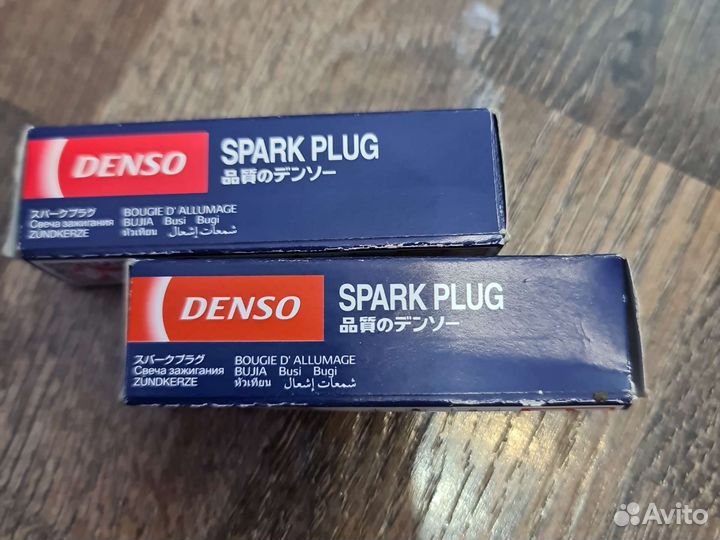 DENSO
SPARK PLUG
品質のデンソー
スパークプラグ
Свеча зажигания
ZÜNDKERZE
BOUGIE D' ALLUMAGE
BUJIA Busi Bugi
หัวเทียน شمعات إشعال
DENSO
SPARK PLUG
品質のデンソー
スパークプラグ
Свеча зажигания
ZÜNDKERZE
BOUGIE D' ALLUMAGE
BUJIA Busi Bugi
หัวเทียน شمعات إشعال
Avito